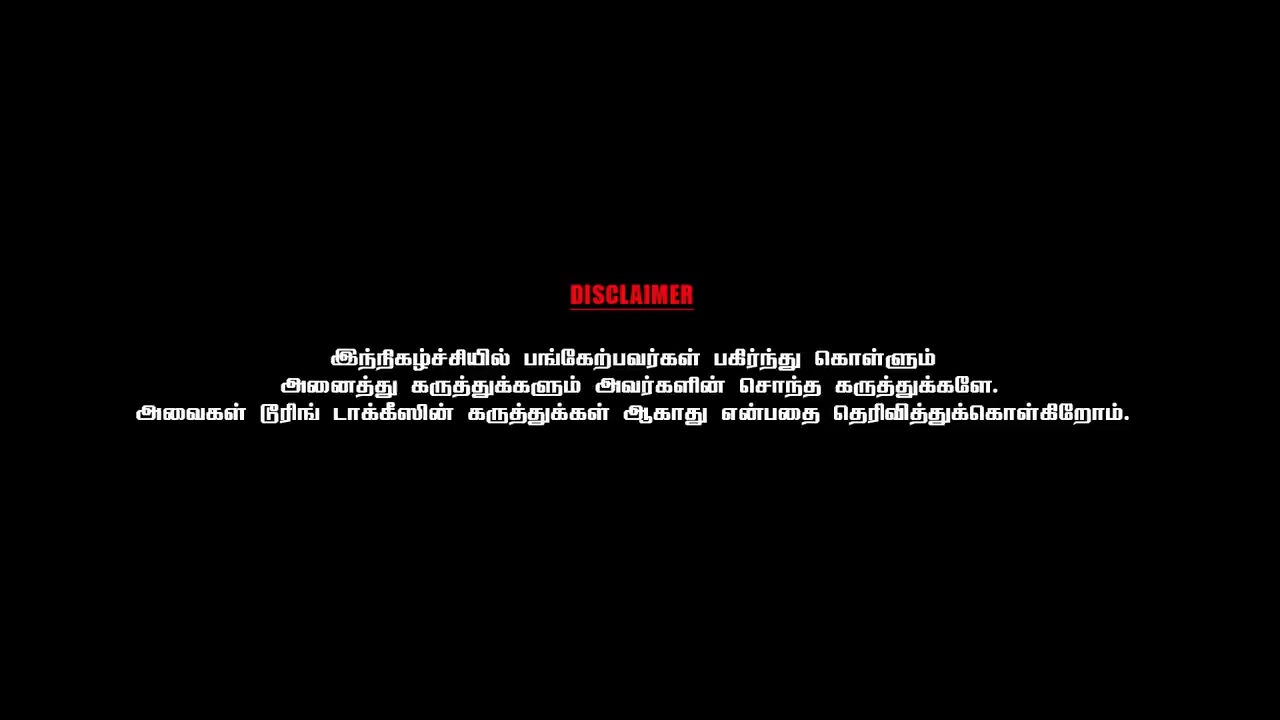 DISCLAIMER
இந்நிகழ்ச்சியில் பங்கேற்பவர்கள் பகிர்ந்து கொள்ளும்
அனைத்து கருத்துக்களும் அவர்களின் சொந்த கருத்துக்களே.
அவைகள் டூரிங் டாக்கீஸின் கருத்துக்கள் ஆகாது என்பதை தெரிவித்துக்கொள்கிறோம்.